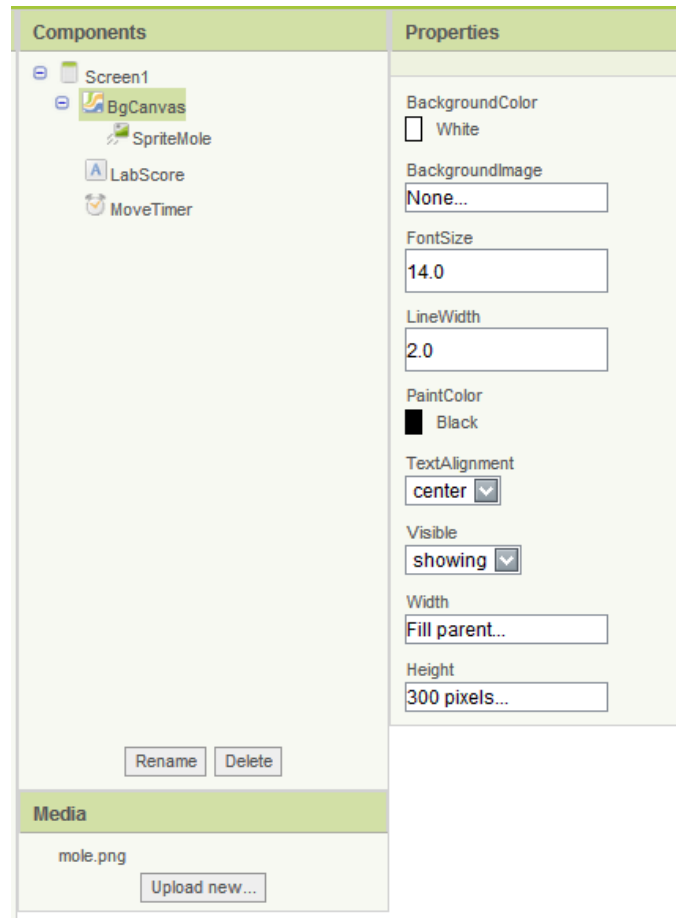 Components
Screen1
BgCanvas
SpriteMole
A LabScore
MoveTimer
Rename Delete
Media
mole.png
Upload new...
Properties
BackgroundColor
White
BackgroundImage
None...
FontSize
14.0
LineWidth
2.0
PaintColor
Black
TextAlignment
center
Visible
showing
Width
Fill parent...
Height
300 pixels...